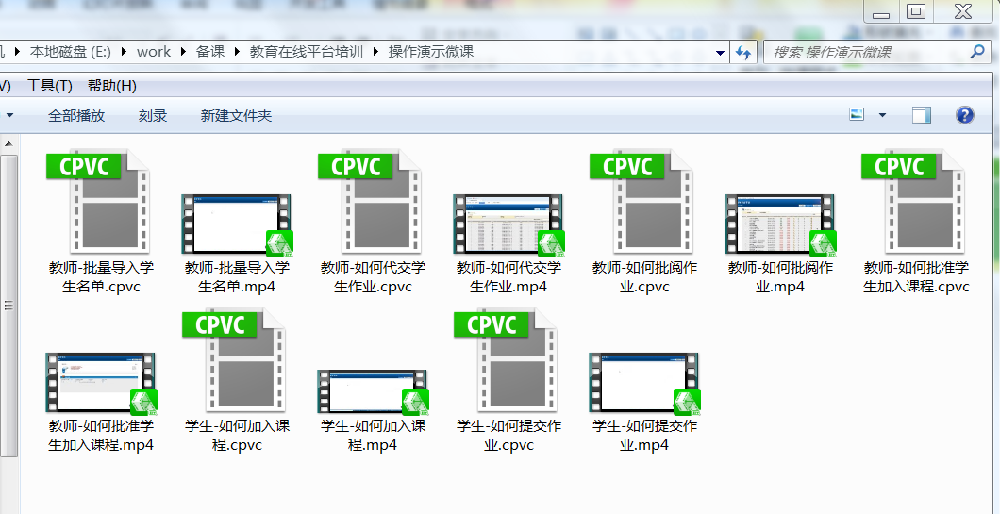 本地磁盘 (E:) work 备课 教育在线平台培训 操作演示微课
搜索 操作演示微课
V) 工具(T) 帮助(H)
全部播放 刻录 新建文件夹
CPVC CPVC CPVC CPVC
教师-批量导入学
生名单.cpvc
教师-批量导入学
生名单.mp4
教师-如何代交学
生作业.cpvc
教师-如何代交学
生作业.mp4
教师-如何批阅作
业.cpvc
教师-如何批阅作
业.mp4
教师-如何批准学
生加入课程.cpvc
CPVC CPVC
教师-如何批准学
生加入课程.mp4
学生-如何加入课
程.cpvc
学生-如何加入课
程.mp4
学生-如何提交作
业.cpvc
学生-如何提交作
业.mp4